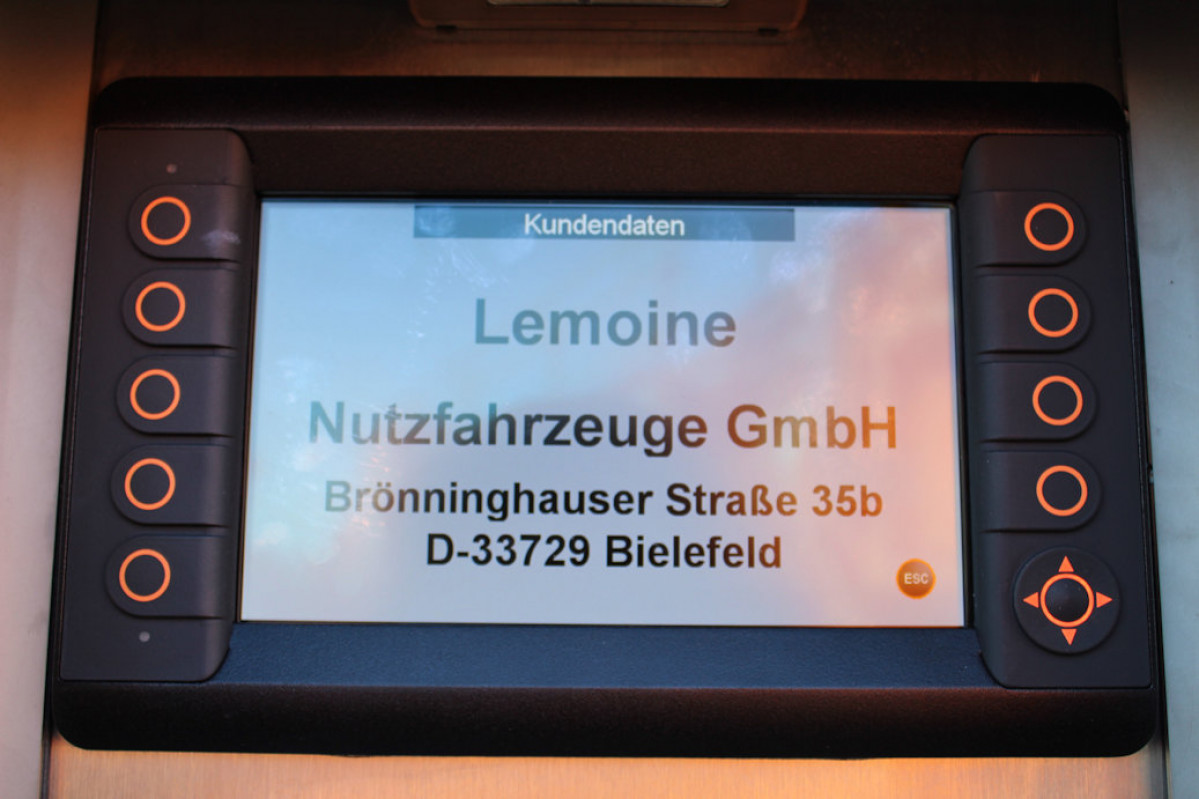 Kundendaten
Lemoine
Nutzfahrzeuge GmbH
Brönninghauser Straße 35b
D-33729 Bielefeld
ESC